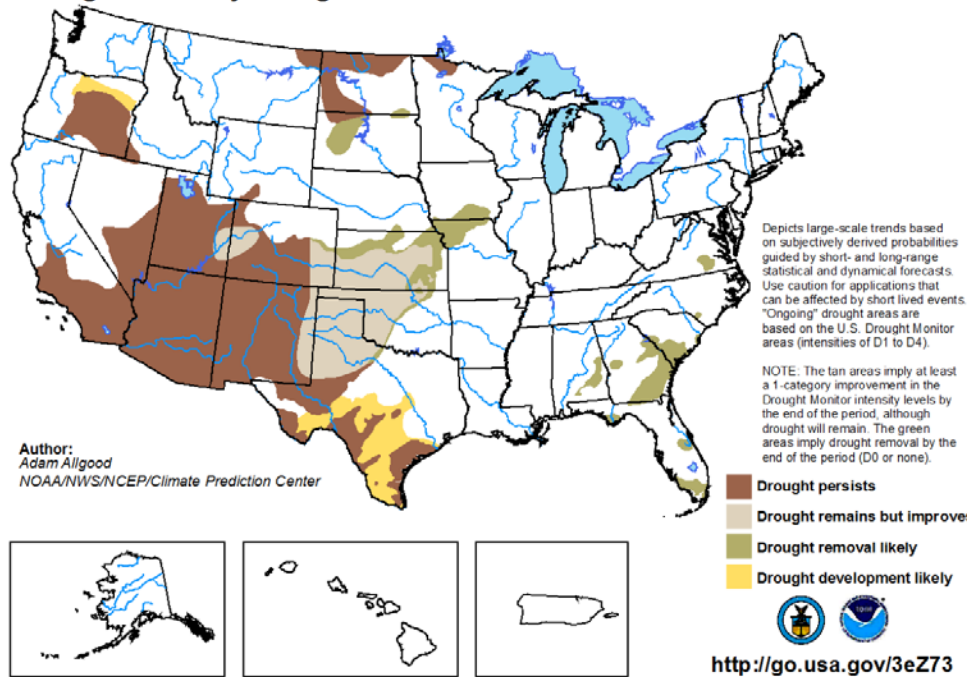 Depicts large-scale trends based
on subjectively derived probabilities
guided by short- and long-range
statistical and dynamical forecasts.
Use caution for applications that
can be affected by short lived events.
"Ongoing" drought areas are
based on the U.S. Drought Monitor
areas (intensities of D1 to D4).
NOTE: The tan areas imply at least
a 1-category improvement in the
Drought Monitor intensity levels by
the end of the period, although
drought will remain. The green
areas imply drought removal by the
end of the period (D0 or none).
Author:
Adam Allgood
NOAA/NWS/NCEP/Climate Prediction Center
Drought persists
Drought remains but improves
Drought removal likely
Drought development likely
http://go.usa.gov/3eZ73